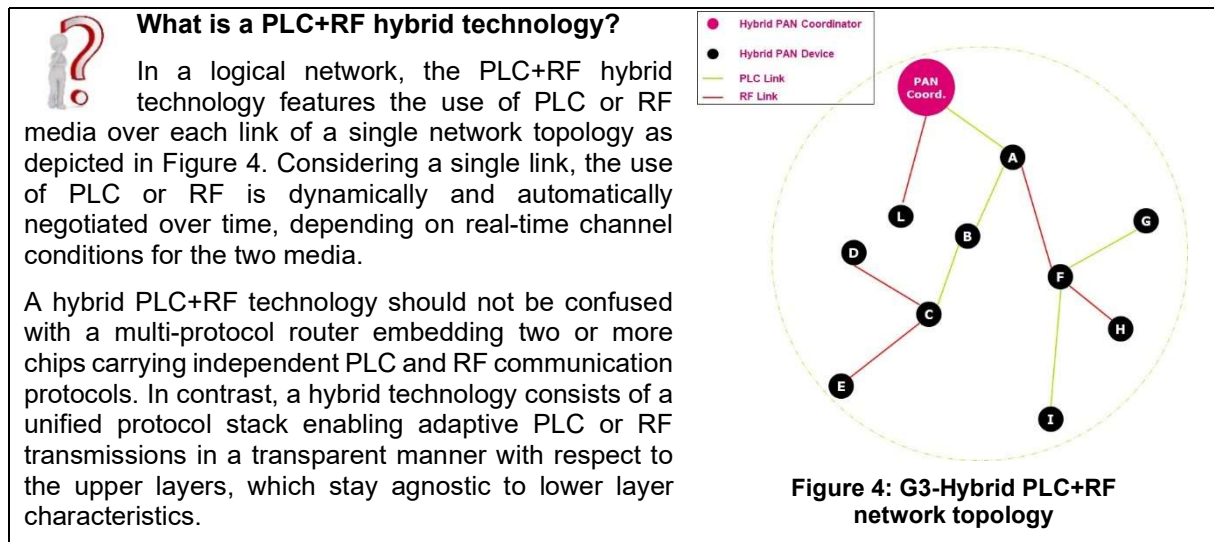 What is a PLC+RF hybrid technology?
In a logical network, the PLC+RF hybrid
technology features the use of PLC or RF
media over each link of a single network topology as
depicted in Figure 4. Considering a single link, the use
of PLC or RF is dynamically and automatically
negotiated over time, depending on real-time channel
conditions for the two media.
A hybrid PLC+RF technology should not be confused
with a multi-protocol router embedding two or more
chips carrying independent PLC and RF communication
protocols. In contrast, a hybrid technology consists of a
unified protocol stack enabling adaptive PLC or RF
transmissions in a transparent manner with respect to
the upper layers, which stay agnostic to lower layer
characteristics.
Hybrid PAN Coordinator
Hybrid PAN Device
PLC Link
RF Link
PAN
Coord.
A
L
B
G
D
F
C
H
E
I
Figure 4: G3-Hybrid PLC+RF
network topology